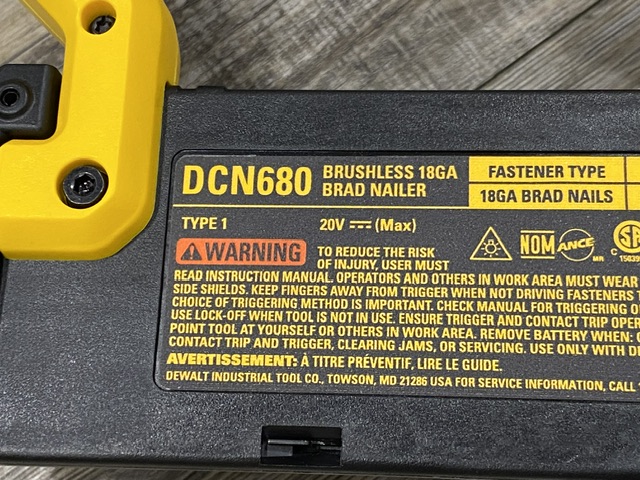 DCN680 BRUSHLESS 18GA BRAD NAILER
FASTENER TYPE
18GA BRAD NAILS
TYPE 1 20V (Max)
WARNING TO REDUCE THE RISK
OF INJURY, USER MUST
READ INSTRUCTION MANUAL. OPERATORS AND OTHERS IN WORK AREA MUST WEAR
SIDE SHIELDS. KEEP FINGERS AWAY FROM TRIGGER WHEN NOT DRIVING FASTENERS
CHOICE OF TRIGGERING METHOD IS IMPORTANT. CHECK MANUAL FOR TRIGGERING
USE LOCK-OFF WHEN TOOL IS NOT IN USE. ENSURE TRIGGER AND CONTACT TRIP
POINT TOOL AT YOURSELF OR OTHERS IN WORK AREA. REMOVE BATTERY WHEN:
CONTACT TRIP AND TRIGGER, CLEARING JAMS, OR SERVICING. USE ONLY WITH
AVERTISSEMENT: À TITRE PRÉVENTIF, LIRE LE GUIDE.
DEWALT INDUSTRIAL TOOL CO., TOWSON, MD 21286 USA FOR SERVICE INFORMATION, CALL
NOM
ANCE
MR
C